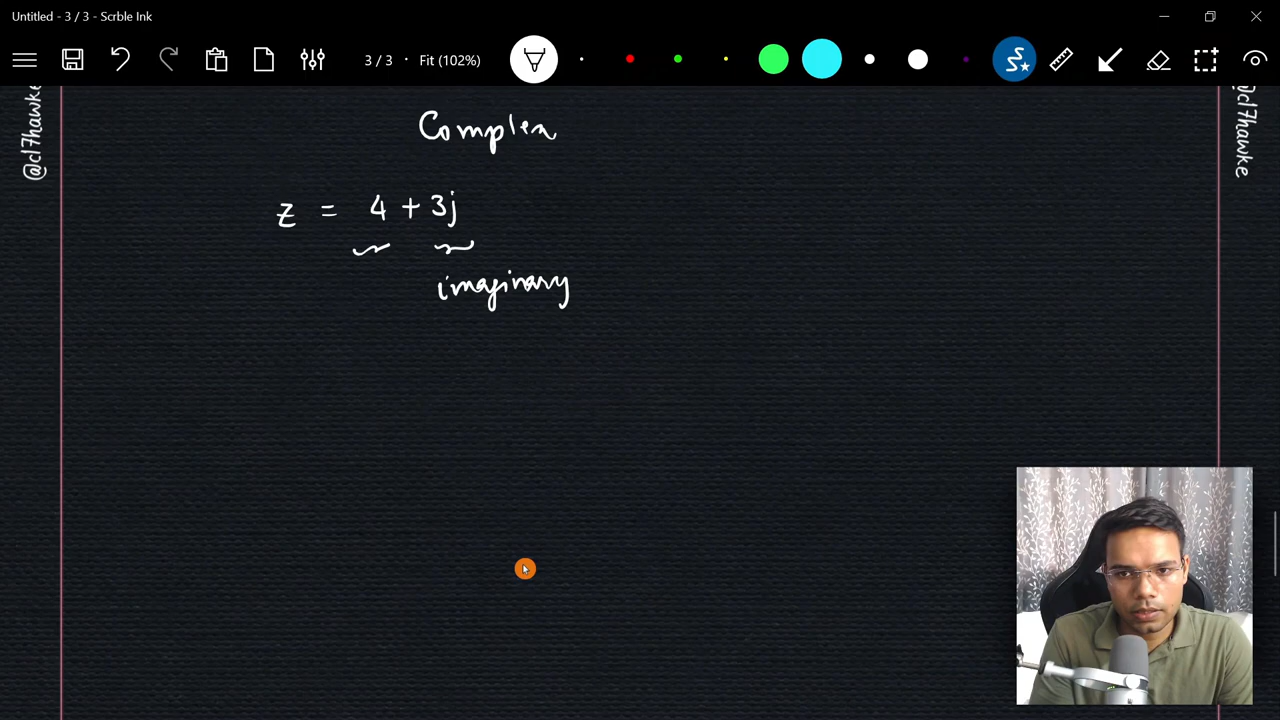 Untitled - 3 / 3 - Scrble Ink
3 / 3 · Fit (102%)
@cl7hawke
@cl7hawke
Complex
z = 4 + 3j
imaginary